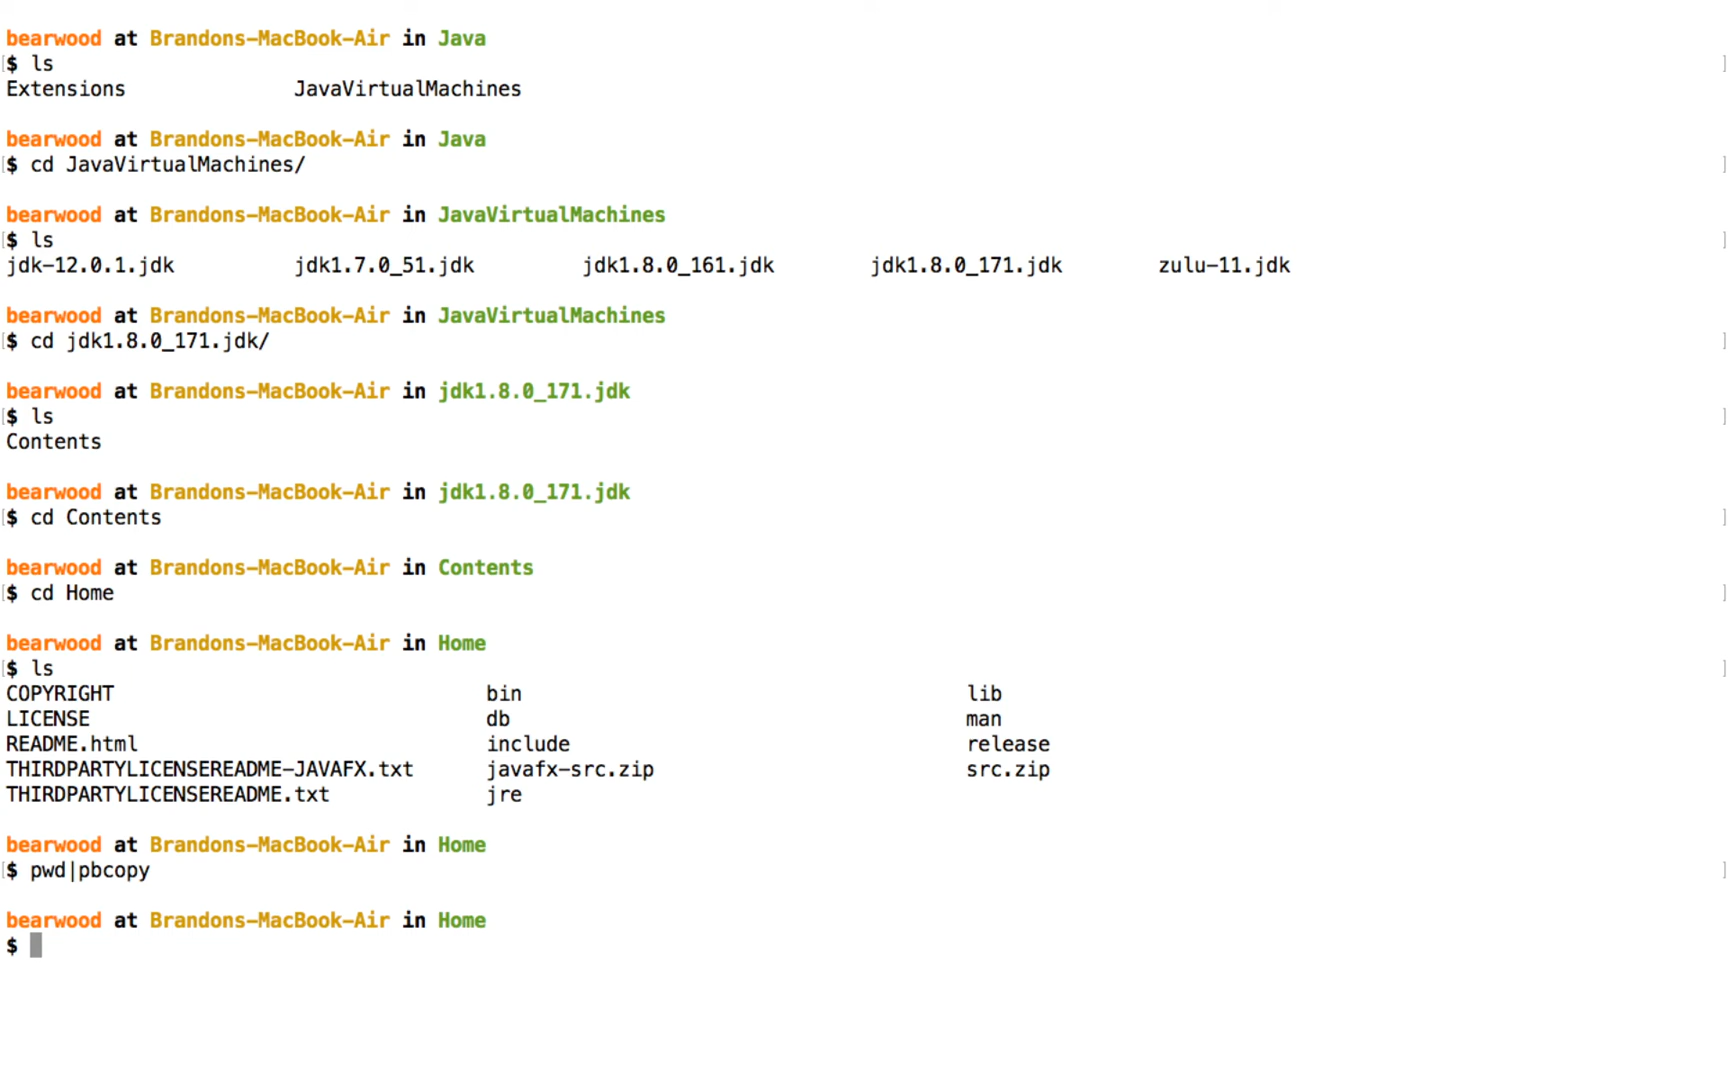 bearwood at Brandons-MacBook-Air in Java
[$ ls ]
Extensions JavaVirtualMachines
bearwood at Brandons-MacBook-Air in Java
[$ cd JavaVirtualMachines/ ]
bearwood at Brandons-MacBook-Air in JavaVirtualMachines
[$ ls ]
jdk-12.0.1.jdk jdk1.7.0_51.jdk jdk1.8.0_161.jdk jdk1.8.0_171.jdk zulu-11.jdk
bearwood at Brandons-MacBook-Air in JavaVirtualMachines
[$ cd jdk1.8.0_171.jdk/ ]
bearwood at Brandons-MacBook-Air in jdk1.8.0_171.jdk
[$ ls ]
Contents
bearwood at Brandons-MacBook-Air in jdk1.8.0_171.jdk
[$ cd Contents ]
bearwood at Brandons-MacBook-Air in Contents
[$ cd Home ]
bearwood at Brandons-MacBook-Air in Home
[$ ls ]
COPYRIGHT bin lib
LICENSE db man
README.html include release
THIRDPARTYLICENSEREADME-JAVAFX.txt javafx-src.zip src.zip
THIRDPARTYLICENSEREADME.txt jre
bearwood at Brandons-MacBook-Air in Home
[$ pwd|pbcopy ]
bearwood at Brandons-MacBook-Air in Home
$